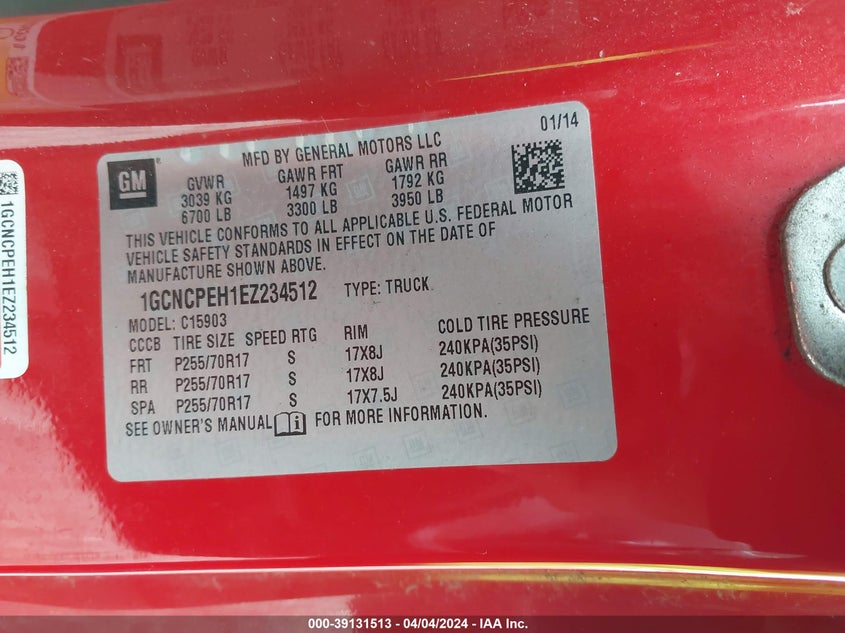 01/14
MFD BY GENERAL MOTORS LLC
GM
GVWR GAWR FRT GAWR RR
3039 KG 1497 KG 1792 KG
6700 LB 3300 LB 3950 LB
THIS VEHICLE CONFORMS TO ALL APPLICABLE U.S. FEDERAL MOTOR
VEHICLE SAFETY STANDARDS IN EFFECT ON THE DATE OF
MANUFACTURE SHOWN ABOVE.
1GCNCPEH1EZ234512 TYPE: TRUCK
MODEL: C15903
CCCB TIRE SIZE SPEED RTG RIM COLD TIRE PRESSURE
FRT P255/70R17 S 17X8J 240KPA(35PSI)
RR P255/70R17 S 17X8J 240KPA(35PSI)
SPA P255/70R17 S 17X7.5J 240KPA(35PSI)
SEE OWNER'S MANUAL FOR MORE INFORMATION.
1GCNCPEH1EZ234512
000-39131513 - 04/04/2024 - IAA Inc.